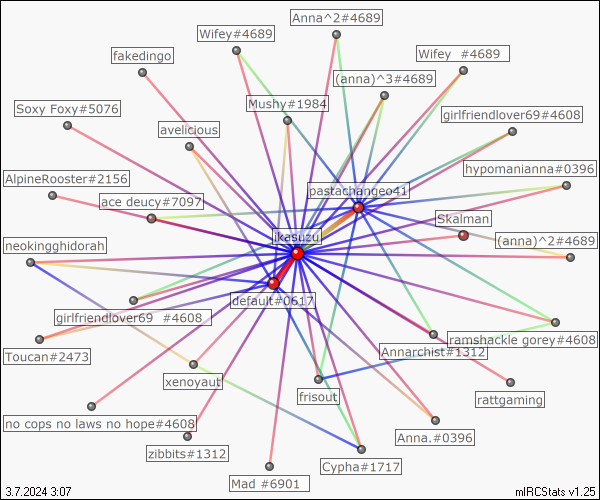 Anna^2#4689
Wifey#4689
Wifey  #4689
fakedingo
(anna)^3#4689
Mushy#1984
Soxy Foxy#5076
girlfriendlover69#4608
avelicious
hypomanianna#0396
AlpineRooster#2156
pastachangeo41
ace deucy#7097
Skalman
ikasuzu
neokingghidorah
(anna)^2#4689
default#0617
girlfriendlover69  #4608
ramshackle gorey#4608
Toucan#2473
Annarchist#1312
xenoyaut
frisout
rattgaming
no cops no laws no hope#4608
Anna.#0396
zibbits#1312
Cypha#1717
Mad #6901
3.7.2024 3:07
mIRCStats v1.25